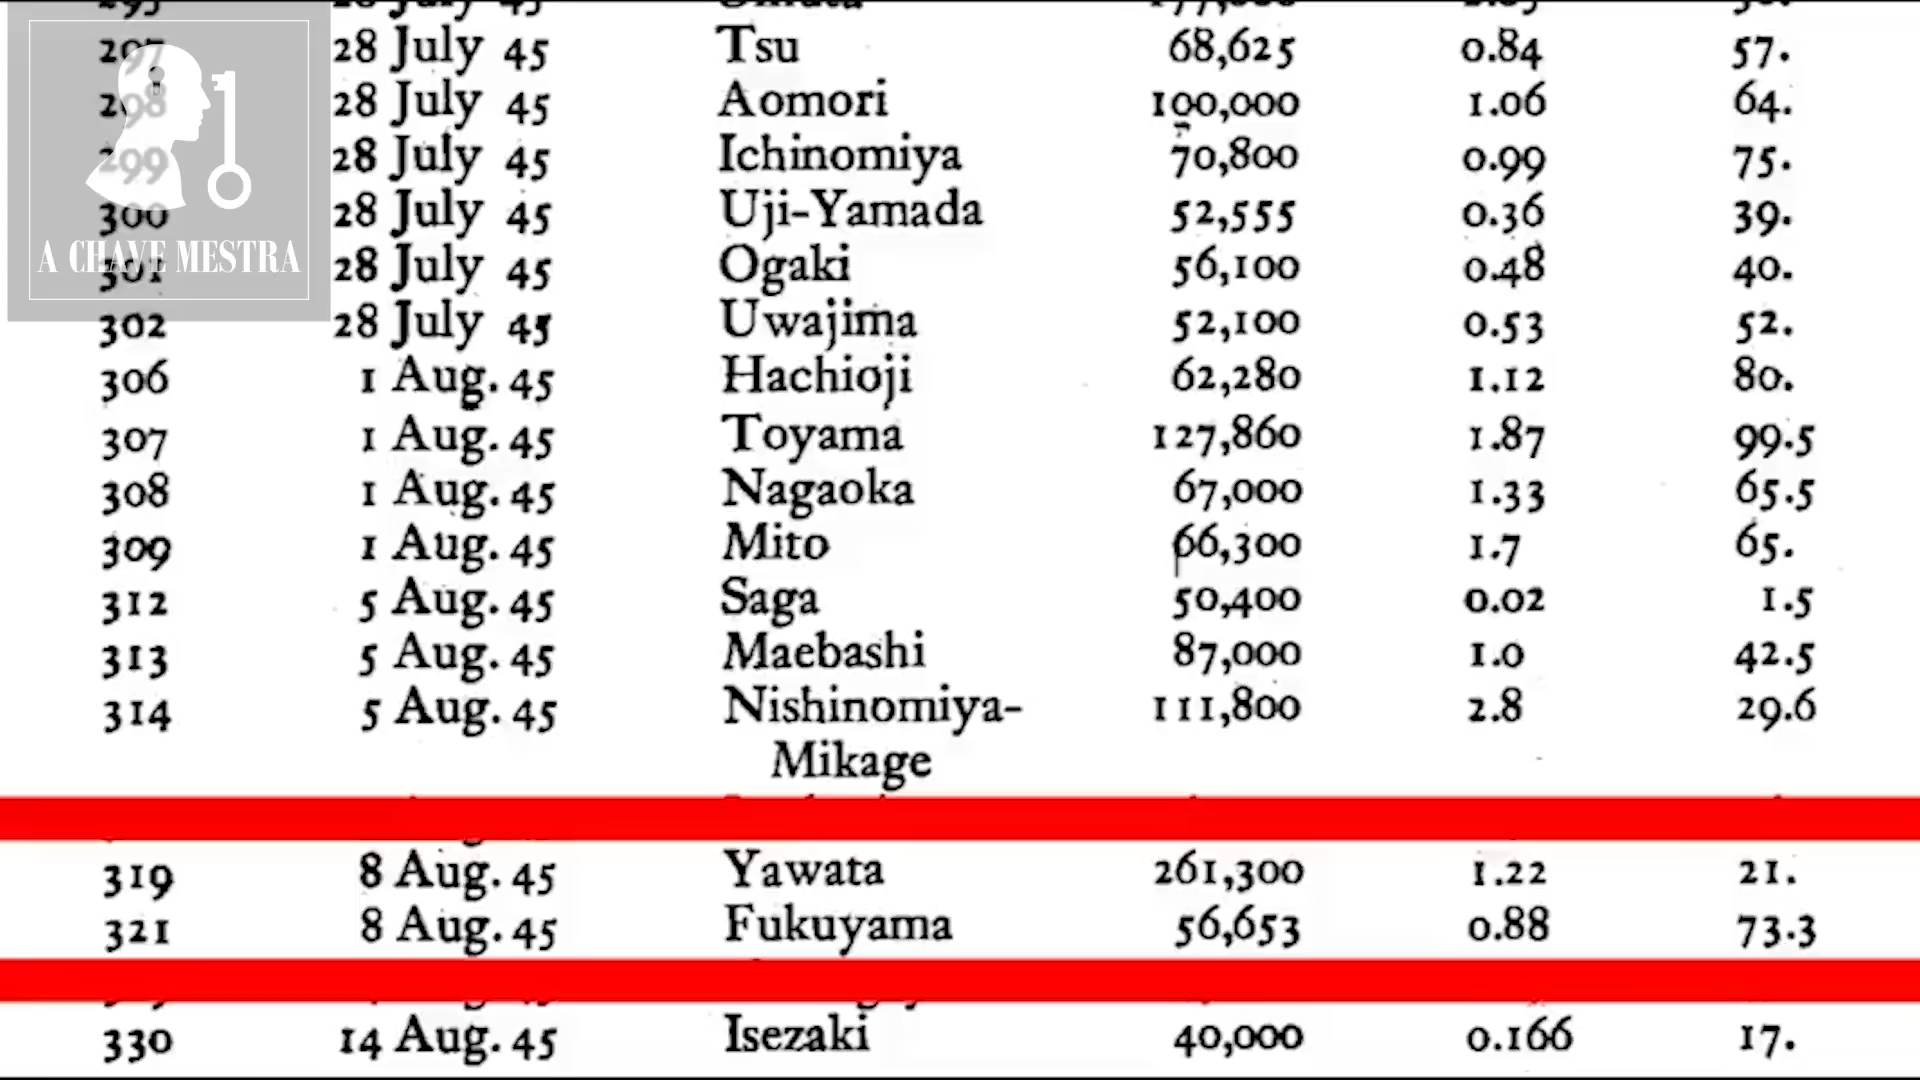 297 28 July 45 Tsu 68,625 0.84 57.
298 28 July 45 Aomori 100,000 1.06 64.
299 28 July 45 Ichinomiya 70,800 0.99 75.
300 28 July 45 Uji-Yamada 52,555 0.36 39.
A CHAVE MESTRA
301 28 July 45 Ogaki 56,100 0.48 40.
302 28 July 45 Uwajima 52,100 0.53 52.
306 1 Aug. 45 Hachioji 62,280 1.12 80.
307 1 Aug. 45 Toyama 127,860 1.87 99.5
308 1 Aug. 45 Nagaoka 67,000 1.33 65.5
309 1 Aug. 45 Mito 66,300 1.7 65.
312 5 Aug. 45 Saga 50,400 0.02 1.5
313 5 Aug. 45 Maebashi 87,000 1.0 42.5
314 5 Aug. 45 Nishinomiya- 111,800 2.8 29.6
Mikage
319 8 Aug. 45 Yawata 261,300 1.22 21.
321 8 Aug. 45 Fukuyama 56,653 0.88 73.3
330 14 Aug. 45 Isezaki 40,000 0.166 17.